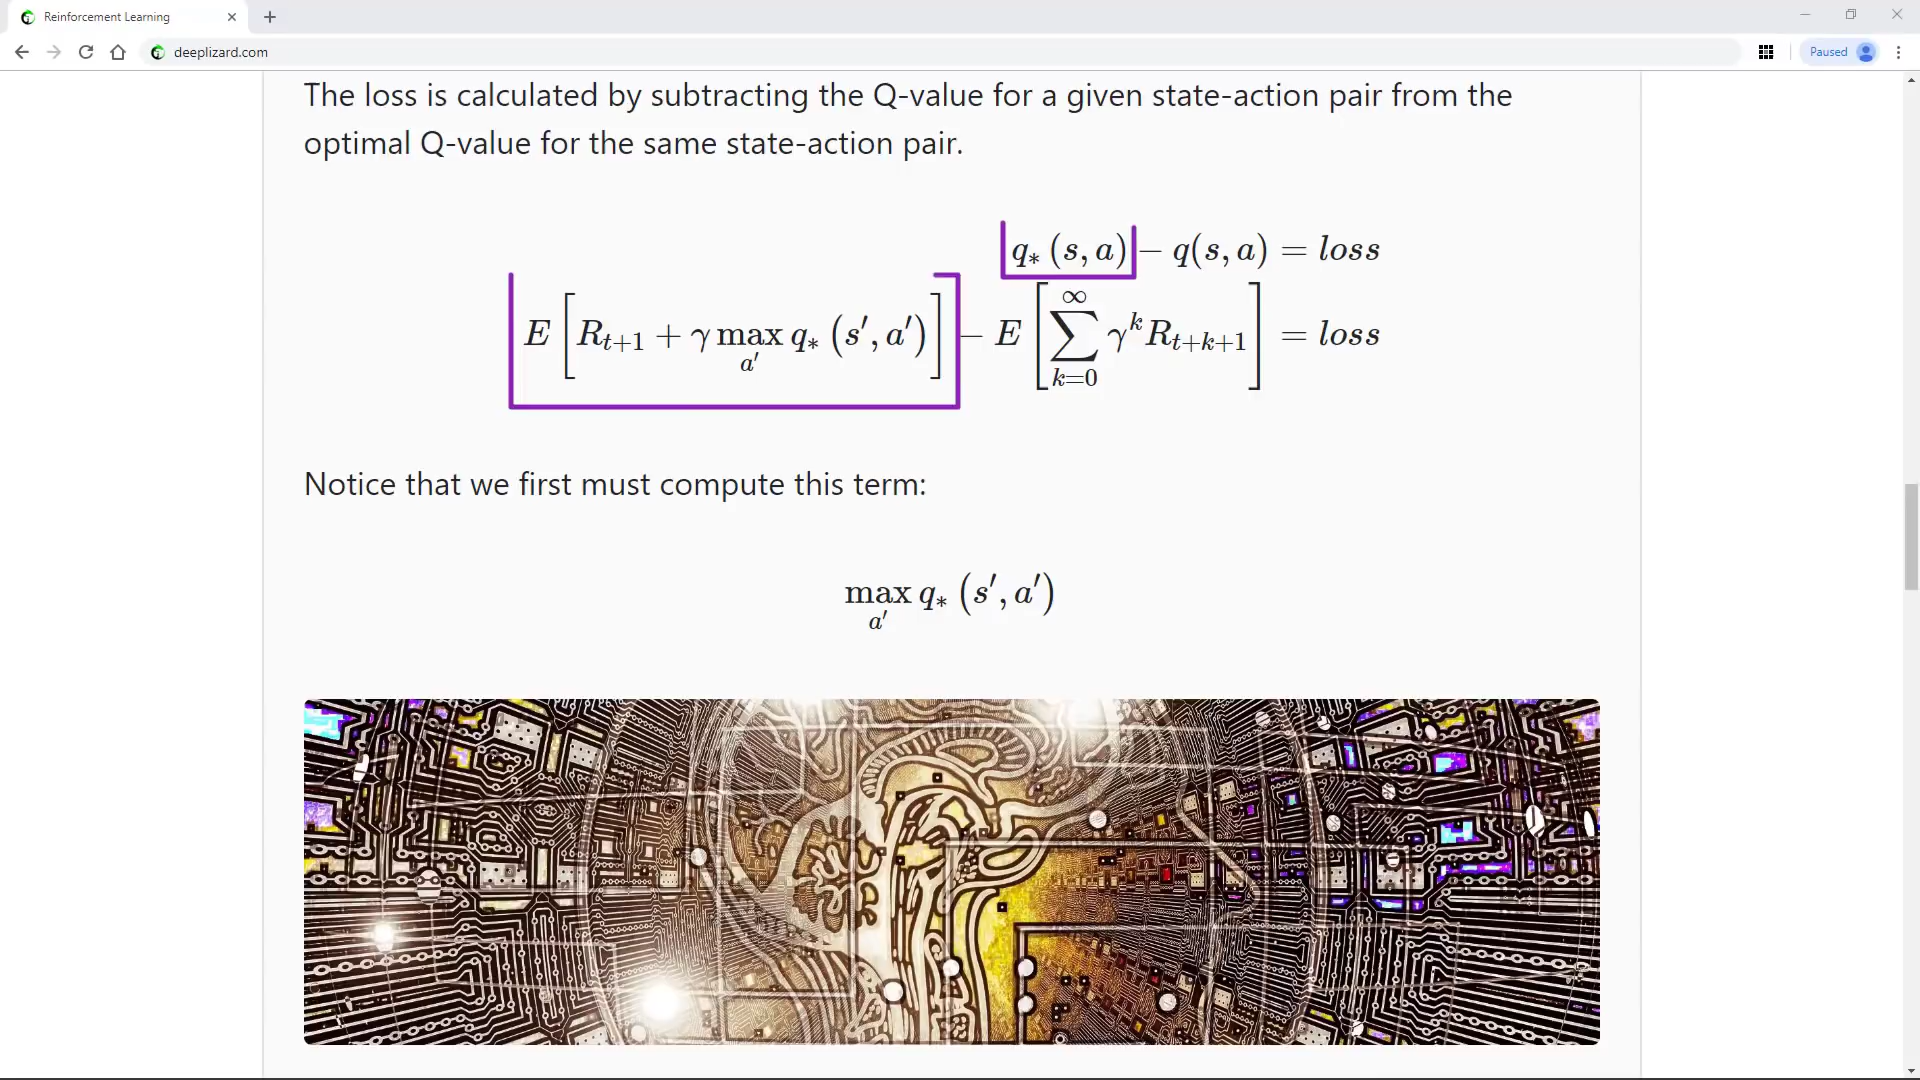 Reinforcement Learning
deeplizard.com
Paused
The loss is calculated by subtracting the Q-value for a given state-action pair from the
optimal Q-value for the same state-action pair.
q∗ (s, a) − q(s, a) = loss
E [ R_{t+1} + γ max_{a′} q∗ (s′, a′) ] − E [ ∑_{k=0}^{∞} γ^k R_{t+k+1} ] = loss
Notice that we first must compute this term:
max_{a′} q∗ (s′, a′)